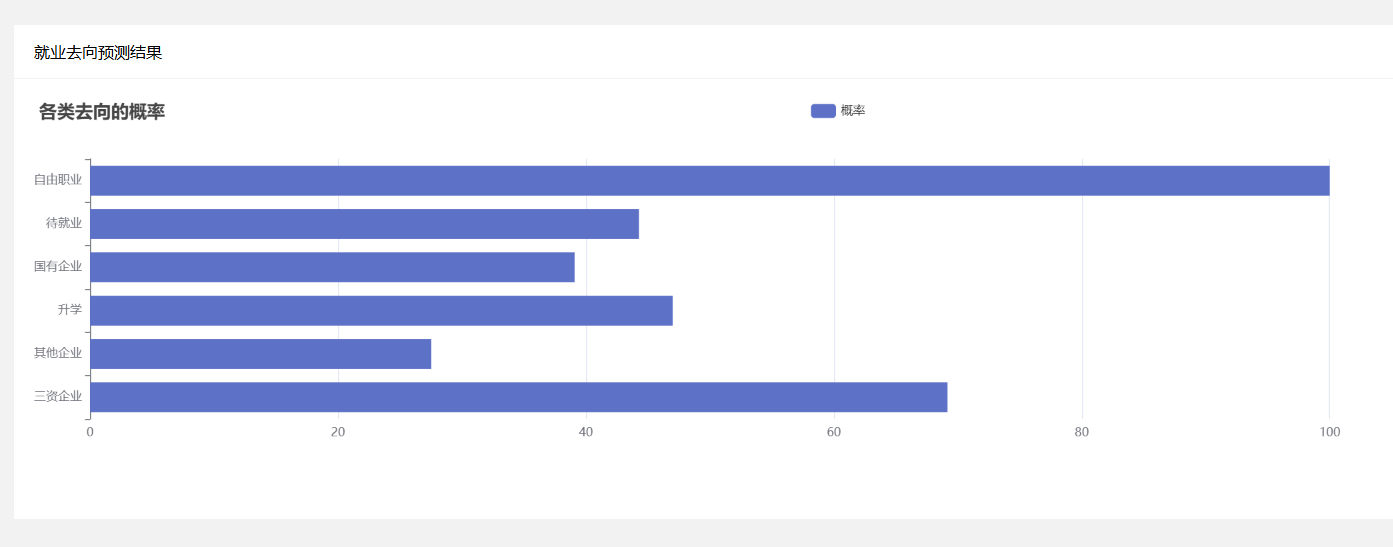 就业去向预测结果
各类去向的概率
概率
自由职业
待就业
国有企业
升学
其他企业
三资企业
0 20 40 60 80 100